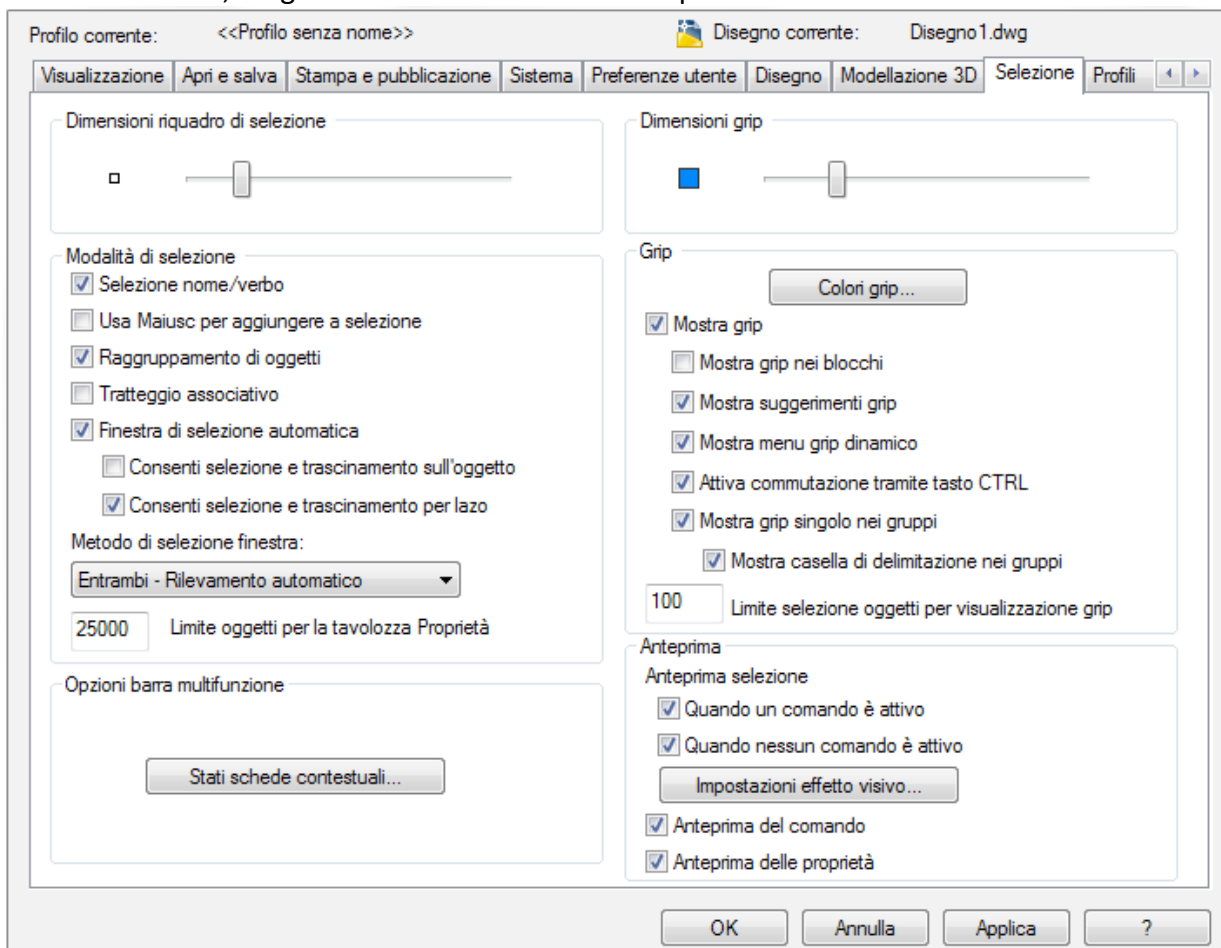 Profilo corrente: <<Profilo senza nome>> Disegno corrente: Disegno1.dwg
Visualizzazione Apri e salva Stampa e pubblicazione Sistema Preferenze utente Disegno Modellazione 3D Selezione Profili
Dimensioni riquadro di selezione
Modalità di selezione
Selezione nome/verbo
Usa Maiusc per aggiungere a selezione
Raggruppamento di oggetti
Tratteggio associativo
Finestra di selezione automatica
Consenti selezione e trascinamento sull'oggetto
Consenti selezione e trascinamento per lazo
Metodo di selezione finestra:
Entrambi - Rilevamento automatico
25000 Limite oggetti per la tavolozza Proprietà
Opzioni barra multifunzione
Stati schede contestuali...
Dimensioni grip
Grip
Colori grip...
Mostra grip
Mostra grip nei blocchi
Mostra suggerimenti grip
Mostra menu grip dinamico
Attiva commutazione tramite tasto CTRL
Mostra grip singolo nei gruppi
Mostra casella di delimitazione nei gruppi
100 Limite selezione oggetti per visualizzazione grip
Anteprima
Anteprima selezione
Quando un comando è attivo
Quando nessun comando è attivo
Impostazioni effetto visivo...
Anteprima del comando
Anteprima delle proprietà
OK Annulla Applica ?